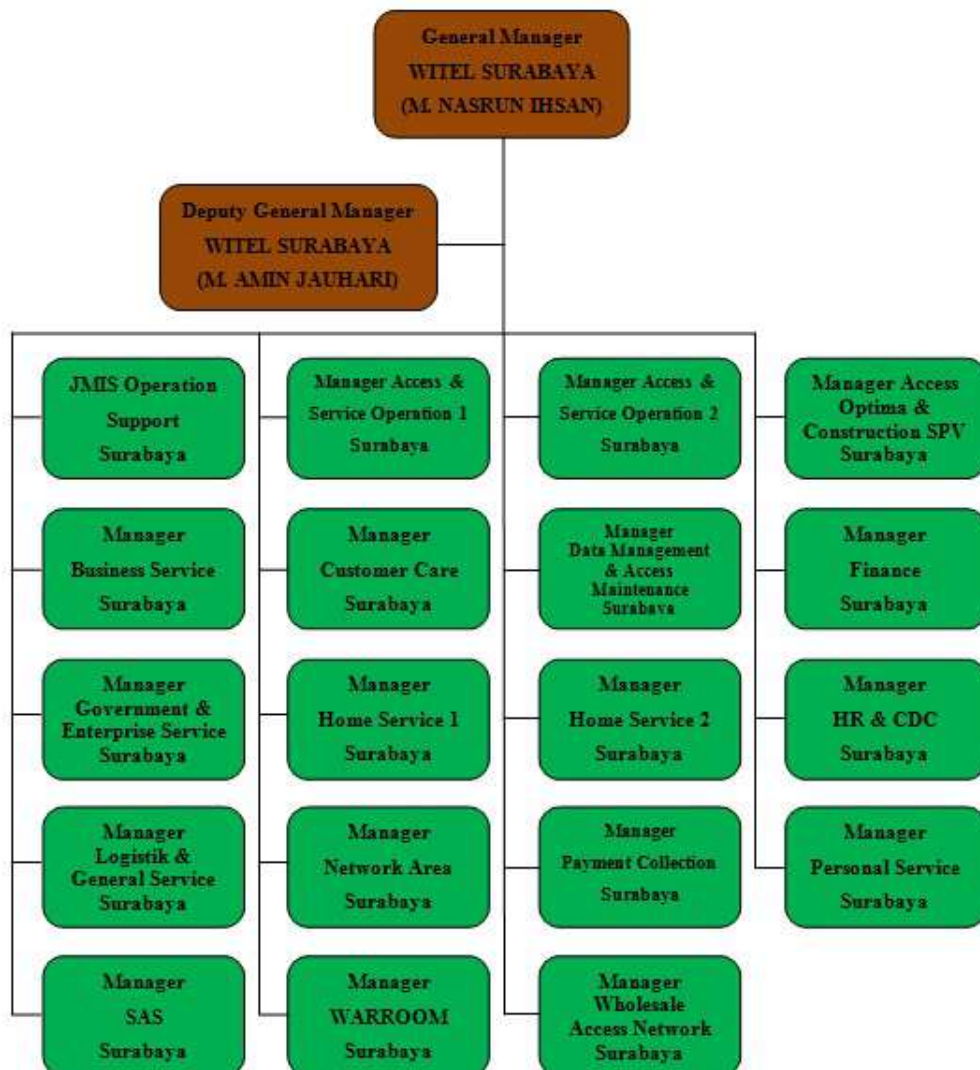 General Manager
WITEL SURABAYA
(M. NASRUN IHSAN)
Deputy General Manager
WITEL SURABAYA
(M. AMIN JAUHARI)
JMIS Operation
Support
Surabaya
Manager Access &
Service Operation 1
Surabaya
Manager Access &
Service Operation 2
Surabaya
Manager Access
Optima &
Construction SPV
Surabaya
Manager
Business Service
Surabaya
Manager
Customer Care
Surabaya
Manager
Data Management
& Access
Maintenance
Surabaya
Manager
Finance
Surabaya
Manager
Government &
Enterprise Service
Surabaya
Manager
Home Service 1
Surabaya
Manager
Home Service 2
Surabaya
Manager
HR & CDC
Surabaya
Manager
Logistik &
General Service
Surabaya
Manager
Network Area
Surabaya
Manager
Payment Collection
Surabaya
Manager
Personal Service
Surabaya
Manager
SAS
Surabaya
Manager
WARROOM
Surabaya
Manager
Wholesale
Access Network
Surabaya